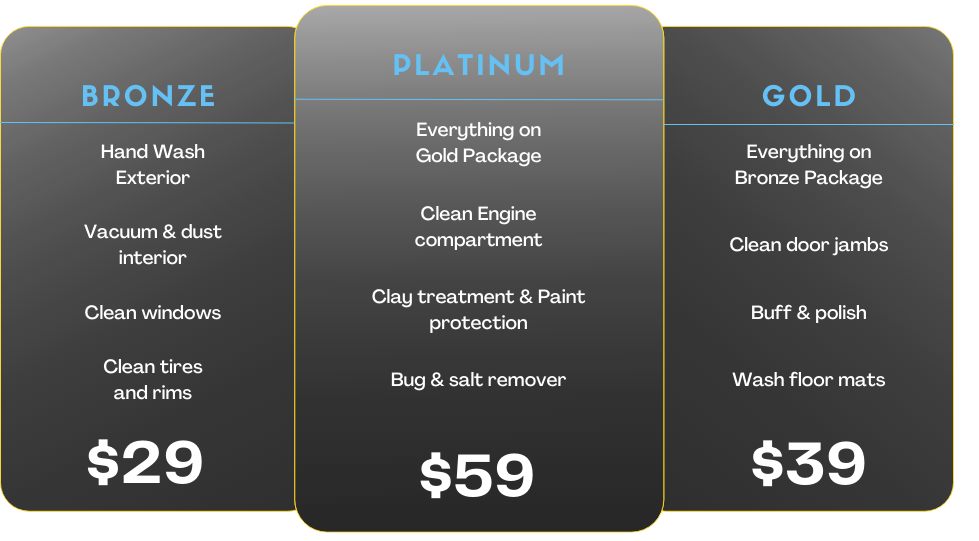 BRONZE
Hand Wash
Exterior
Vacuum & dust
interior
Clean windows
Clean tires
and rims
$29
PLATINUM
Everything on
Gold Package
Clean Engine
compartment
Clay treatment & Paint
protection
Bug & salt remover
$59
GOLD
Everything on
Bronze Package
Clean door jambs
Buff & polish
Wash floor mats
$39